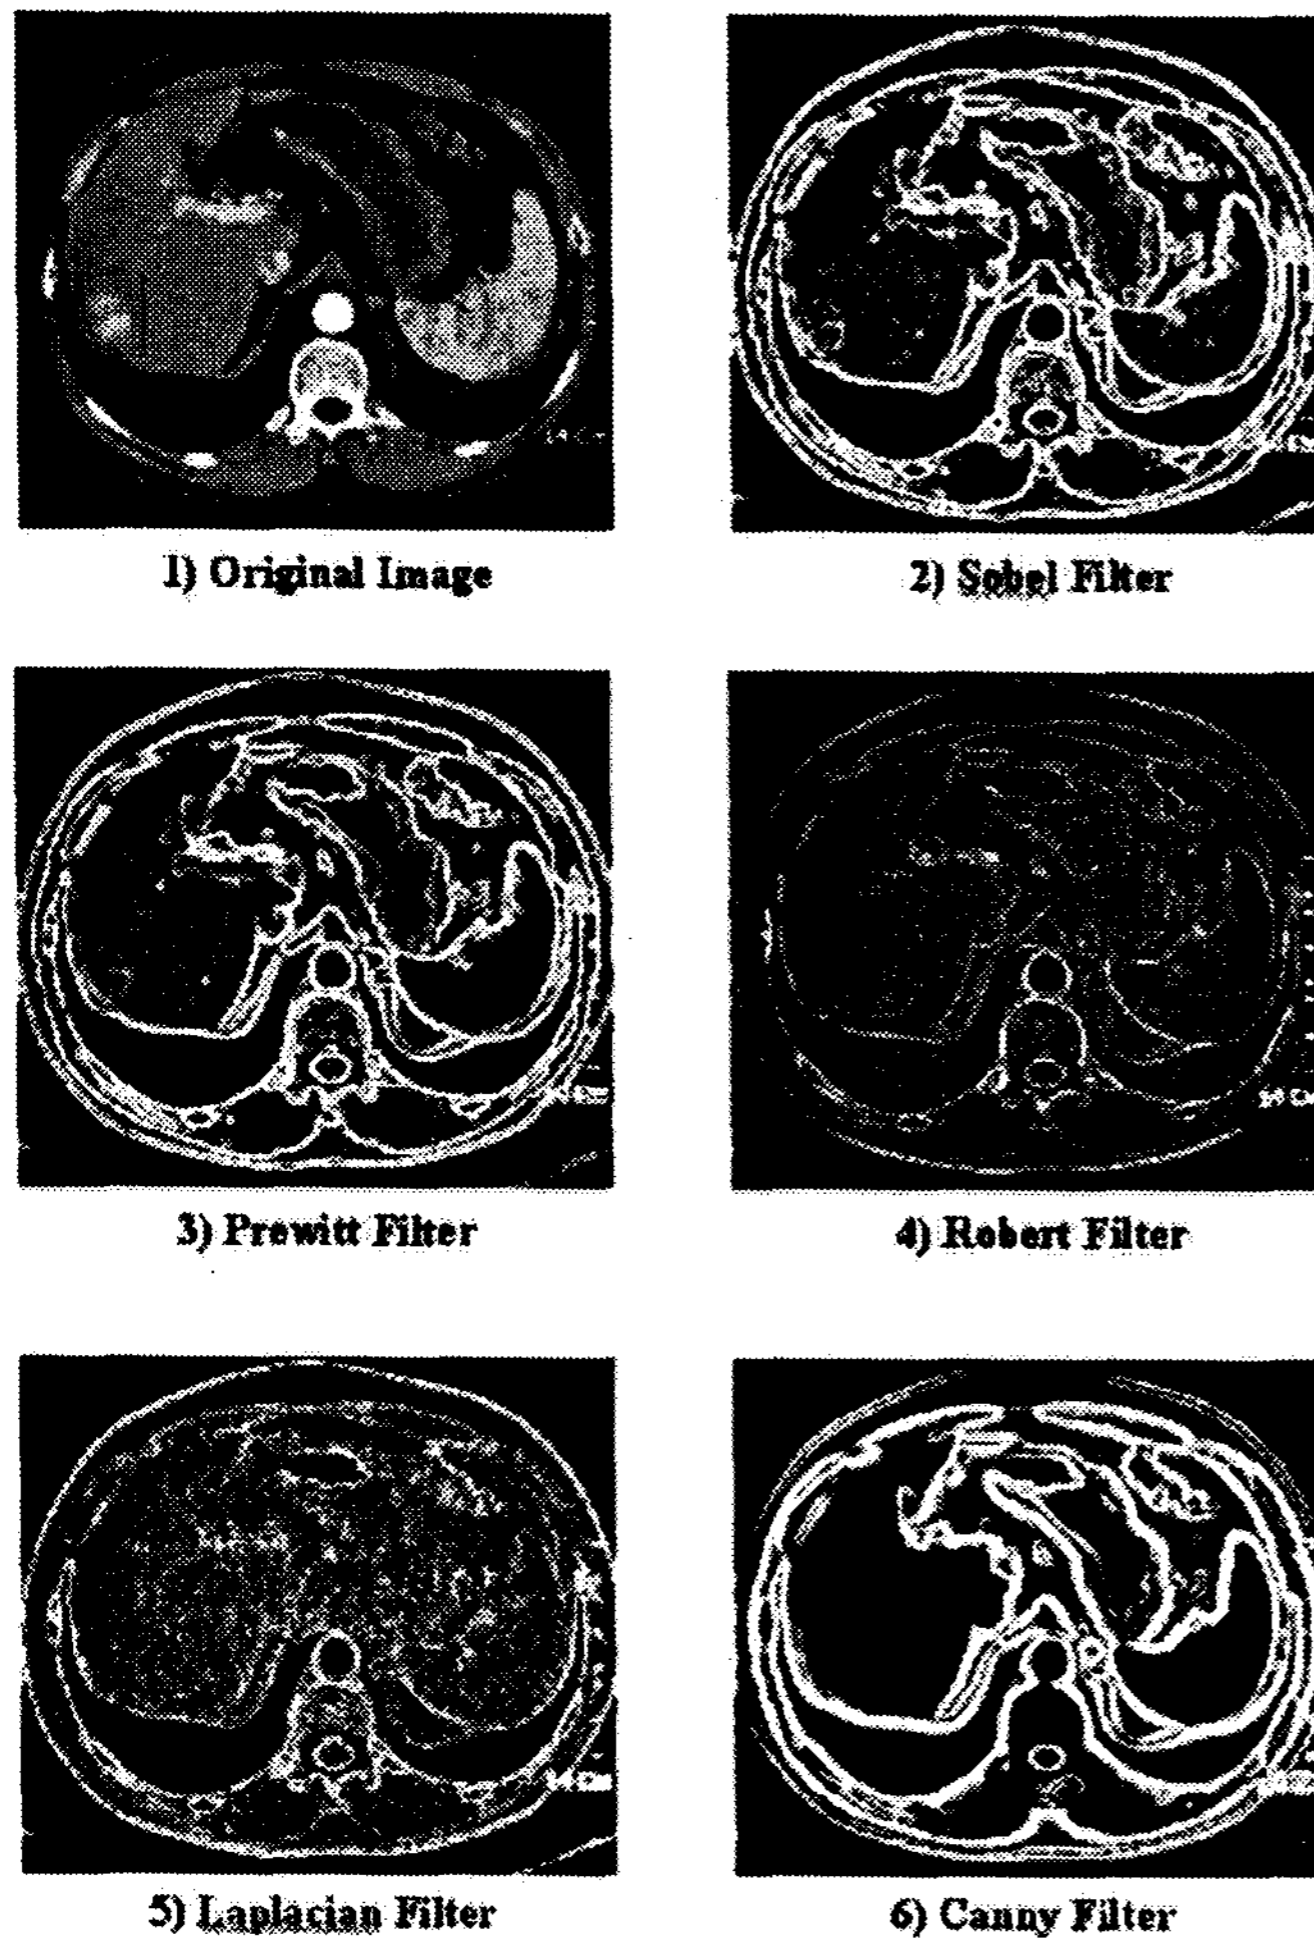 1) Original Image
2) Sobel Filter
3) Prewitt Filter
4) Robert Filter
5) Laplacian Filter
6) Canny Filter